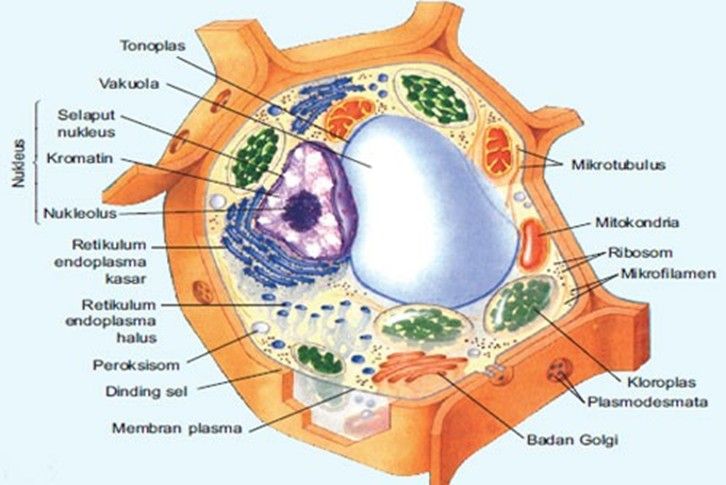 Tonoplas
Vakuola
Nukleus
Selaput
nukleus
Kromatin
Nukleolus
Retikulum
endoplasma
kasar
Retikulum
endoplasma
halus
Peroksisom
Dinding sel
Membran plasma
Mikrotubulus
Mitokondria
Ribosom
Mikrofilamen
Kloroplas
Plasmodesmata
Badan Golgi